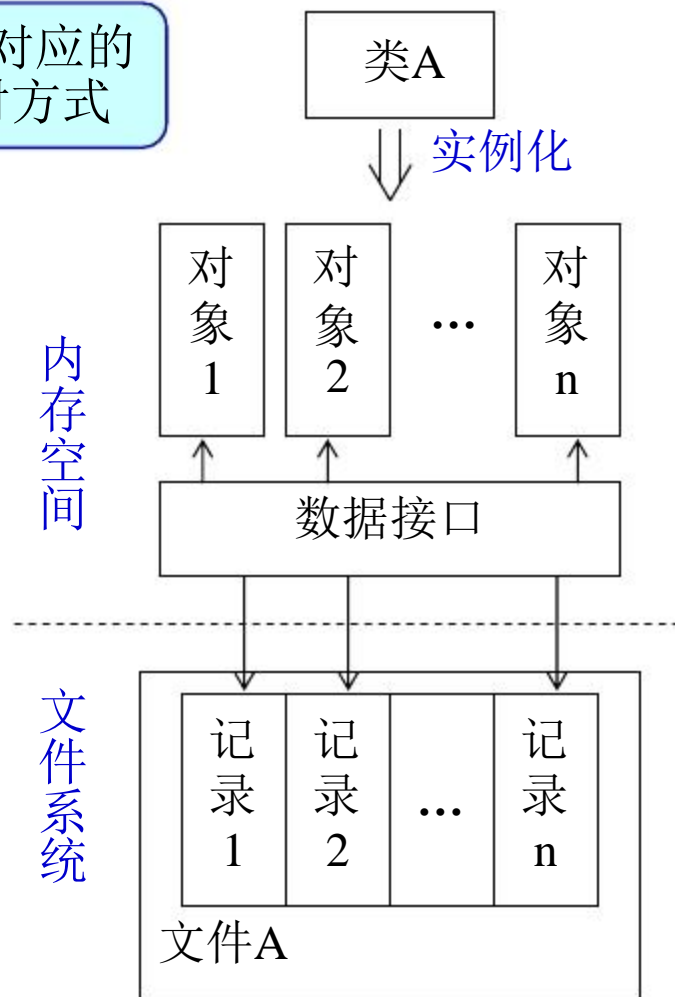 对应的
方式
类A
实例化
对象1
对象2
...
对象n
内存空间
数据接口
文件系统
记录1
记录2
...
记录n
文件A